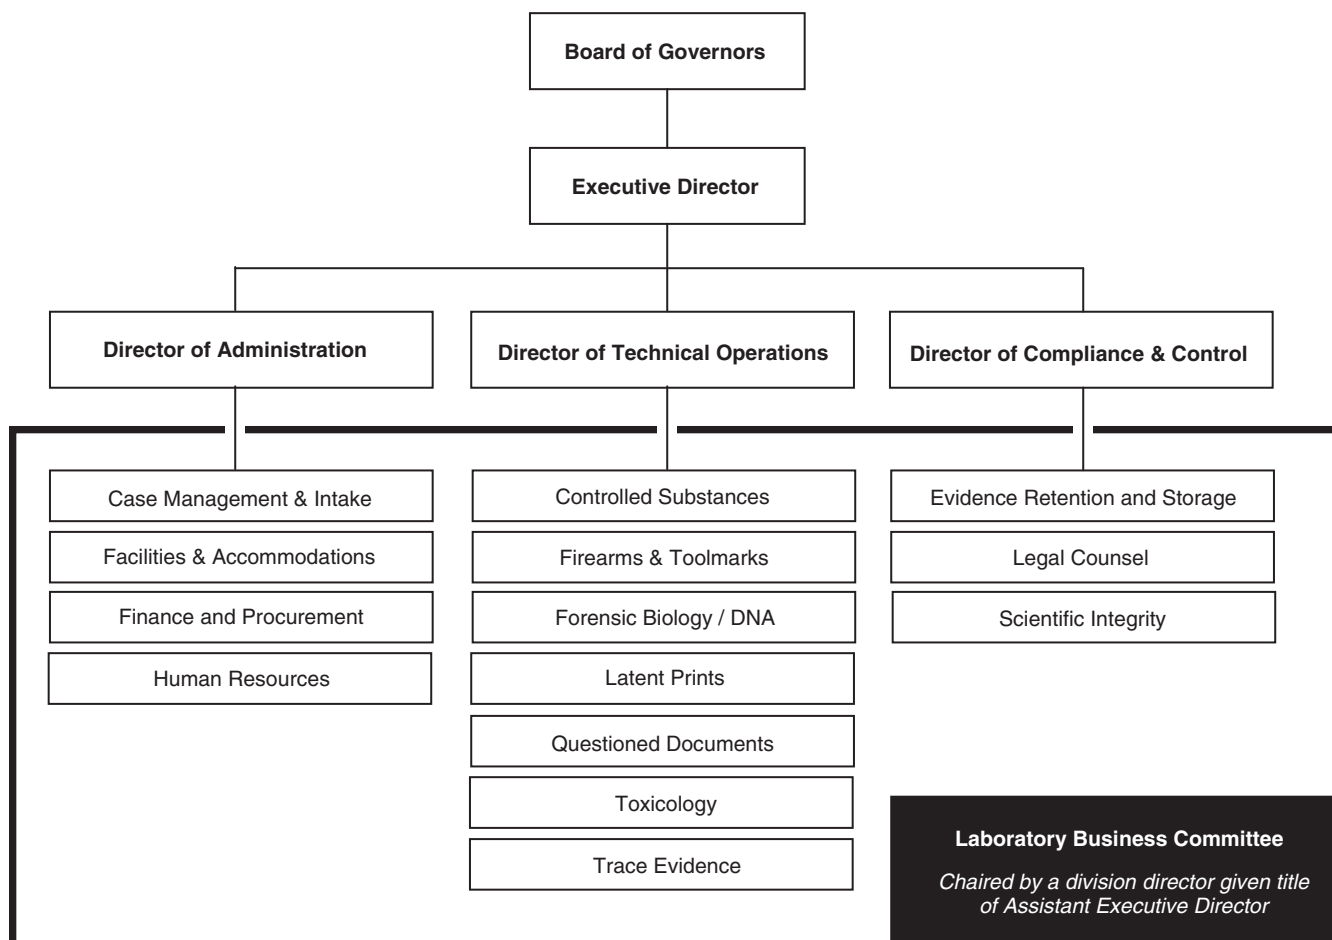 Board of Governors
Executive Director
Director of Administration
Director of Technical Operations
Director of Compliance & Control
Case Management & Intake
Facilities & Accommodations
Finance and Procurement
Human Resources
Controlled Substances
Firearms & Toolmarks
Forensic Biology / DNA
Latent Prints
Questioned Documents
Toxicology
Trace Evidence
Evidence Retention and Storage
Legal Counsel
Scientific Integrity
Laboratory Business Committee
Chaired by a division director given title
of Assistant Executive Director